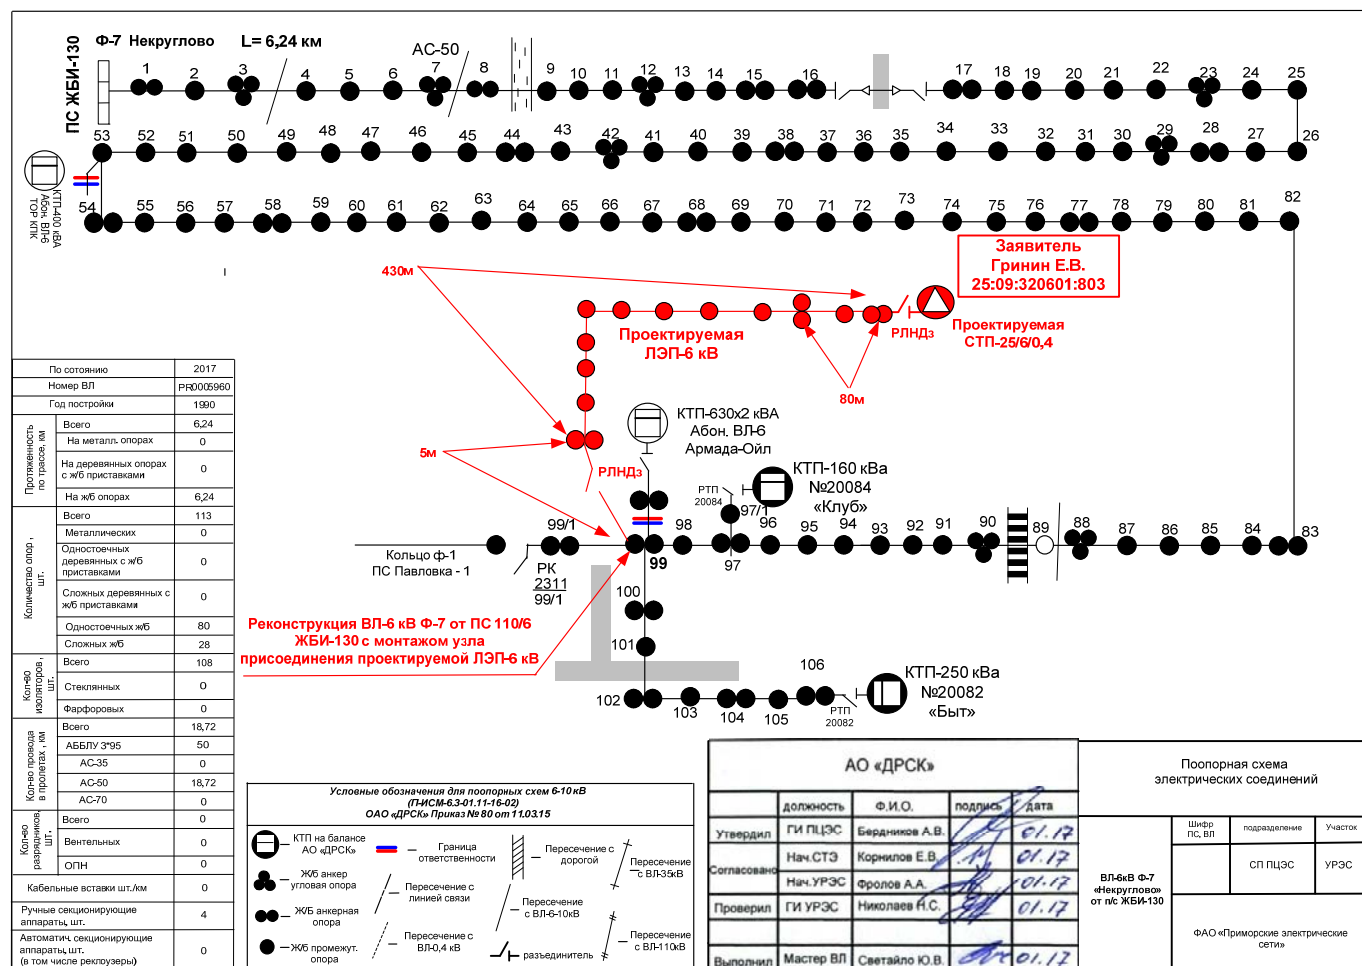 ПС ЖБИ-130
Ф-7 Некруглово L= 6,24 км
АС-50
1 2 3 4 5 6 7 8 9 10 11 12 13 14 15 16 17 18 19 20 21 22 23 24 25
53 52 51 50 49 48 47 46 45 44 43 42 41 40 39 38 37 36 35 34 33 32 31 30 29 28 27 26
КТП-400 кВА
Абон. ВЛ-6
ТОР КПК
54 55 56 57 58 59 60 61 62 63 64 65 66 67 68 69 70 71 72 73 74 75 76 77 78 79 80 81 82
Заявитель
Гринин Е.В.
25:09:320601:803
430м
Проектируемая
ЛЭП-6 кВ
РЛНДз
Проектируемая
СТП-25/6/0,4
80м
5м
РЛНДз
КТП-630х2 кВА
Абон. ВЛ-6
Армада-Ойл
КТП-160 кВа
№20084
«Клуб»
РТП
20084
97/1
99/1 98 96 95 94 93 92 91 90 89 88 87 86 85 84 83
99 97
Кольцо ф-1
ПС Павловка - 1
РК
2311
99/1
100
101
Реконструкция ВЛ-6 кВ Ф-7 от ПС 110/6
ЖБИ-130 с монтажом узла
присоединения проектируемой ЛЭП-6 кВ
102 103 104 105 106
РТП
20082
КТП-250 кВа
№20082
«Быт»
По сотоянию 2017
Номер ВЛ PR0005960
Год постройки 1990
Протяженность по трассе, км
Всего 6,24
На металл. опорах 0
На деревянных опорах с ж/б приставками 0
На ж/б опорах 6,24
Количество опор, шт.
Всего 113
Металлических 0
Одностоечных деревянных с ж/б приставками 0
Сложных деревянных с ж/б приставками 0
Одностоечных ж/б 80
Сложных ж/б 28
Кол-во изоляторов, шт.
Всего 108
Стеклянных 0
Фарфоровых 0
Кол-во провода в пролетах, км
Всего 18,72
АББЛУ 3*95 50
АС-35 0
АС-50 18,72
АС-70 0
Кол-во разрядников, шт.
Всего 0
Вентельных 0
ОПН 0
Кабельные вставки шт./км 0
Ручные секционирующие аппараты, шт. 4
Автоматич. секционирующие аппараты, шт. (в том числе реклоузеры) 0
Условные обозначения для поопорных схем 6-10 кВ
(П-ИСМ-6.3-01.11-16-02)
ОАО «ДРСК» Приказ № 80 от 11.03.15
КТП на балансе АО «ДРСК»
Ж/б анкер угловая опора
Ж/Б анкерная опора
Ж/б промежут. опора
Граница ответственности
Пересечение с линией связи
Пересечение с ВЛ-0,4 кВ
Пересечение с дорогой
Пересечение с ВЛ-6-10кВ
разъединитель
Пересечение с ВЛ-35кВ
Пересечение с ВЛ-110кВ
АО «ДРСК»
должность Ф.И.О. подпись дата
Утвердил ГИ ПЦЭС Бердников А.В. 01.17
Согласовано Нач.СТЭ Корнилов Е.В. 01.17
Нач.УРЭС Фролов А.А. 01.17
Проверил ГИ УРЭС Николаев Н.С. 01.17
Выполнил Мастер ВЛ Светайло Ю.В. 01.17
Поопорная схема
электрических соединений
ВЛ-6кВ Ф-7
«Некруглово»
от п/с ЖБИ-130
Шифр ПС, ВЛ подразделение Участок
СП ПЦЭС УРЭС
ФАО «Приморские электрические
сети»